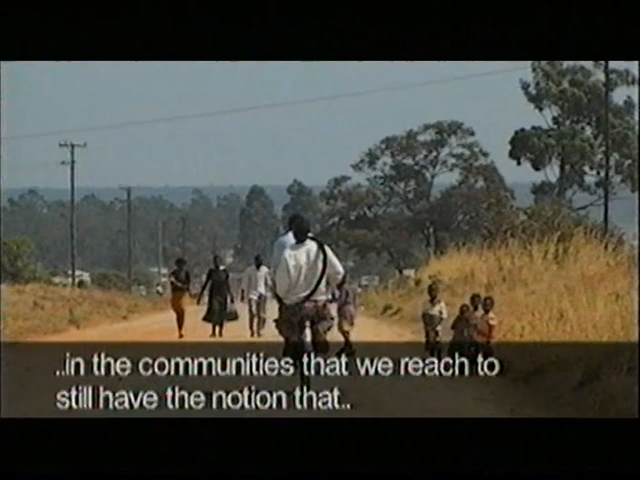 ..in the communities that we reach to
still have the notion that..